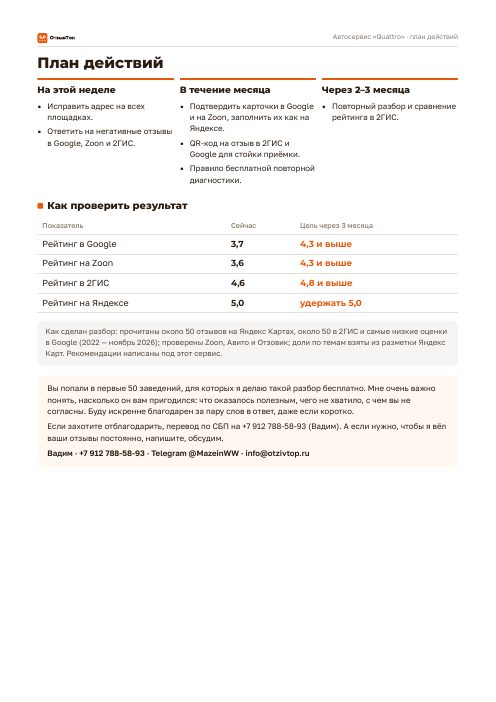 ОтзывТоп
Автосервис «Quattro» · план действий
План действий
На этой неделе
• Исправить адрес на всех
площадках.
• Ответить на негативные отзывы
в Google, Zoon и 2ГИС.
В течение месяца
• Подтвердить карточки в Google
и на Zoon, заполнить их как на
Яндексе.
• QR-код на отзыв в 2ГИС и
Google для стойки приёмки.
• Правило бесплатной повторной
диагностики.
Через 2–3 месяца
• Повторный разбор и сравнение
рейтинга в 2ГИС.
Как проверить результат
Показатель Сейчас Цель через 3 месяца
Рейтинг в Google 3,7 4,3 и выше
Рейтинг на Zoon 3,6 4,3 и выше
Рейтинг в 2ГИС 4,6 4,8 и выше
Рейтинг на Яндексе 5,0 удержать 5,0
Как сделан разбор: прочитаны около 50 отзывов на Яндекс Картах, около 50 в 2ГИС и самые низкие оценки
в Google (2022 — ноябрь 2026); проверены Zoon, Авито и Отзовик; доли по темам взяты из разметки Яндекс
Карт. Рекомендации написаны под этот сервис.
Вы попали в первые 50 заведений, для которых я делаю такой разбор бесплатно. Мне очень важно
понять, насколько он вам пригодился: что оказалось полезным, чего не хватило, с чем вы не
согласны. Буду искренне благодарен за пару слов в ответ, даже если коротко.
Если захотите отблагодарить, перевод по СБП на +7 912 788-58-93 (Вадим). А если нужно, чтобы я вёл
ваши отзывы постоянно, напишите, обсудим.
Вадим · +7 912 788-58-93 · Telegram @MazeinWW · info@otzivtop.ru